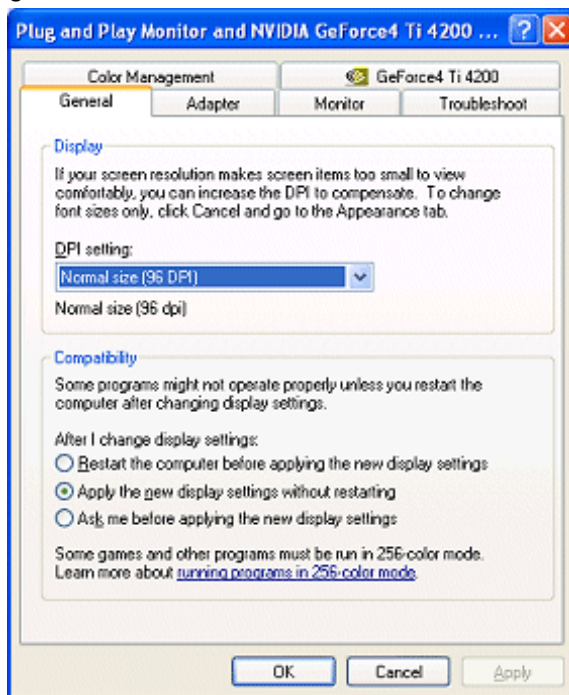 Plug and Play Monitor and NVIDIA GeForce4 Ti 4200 ...
Color Management
GeForce4 Ti 4200
General
Adapter
Monitor
Troubleshoot
Display
If your screen resolution makes screen items too small to view
comfortably, you can increase the DPI to compensate. To change
font sizes only, click Cancel and go to the Appearance tab.
DPI setting:
Normal size (96 DPI)
Normal size (96 dpi)
Compatibility
Some programs might not operate properly unless you restart the
computer after changing display settings.
After I change display settings:
Restart the computer before applying the new display settings
Apply the new display settings without restarting
Ask me before applying the new display settings
Some games and other programs must be run in 256-color mode.
Learn more about running programs in 256-color mode.
OK
Cancel
Apply